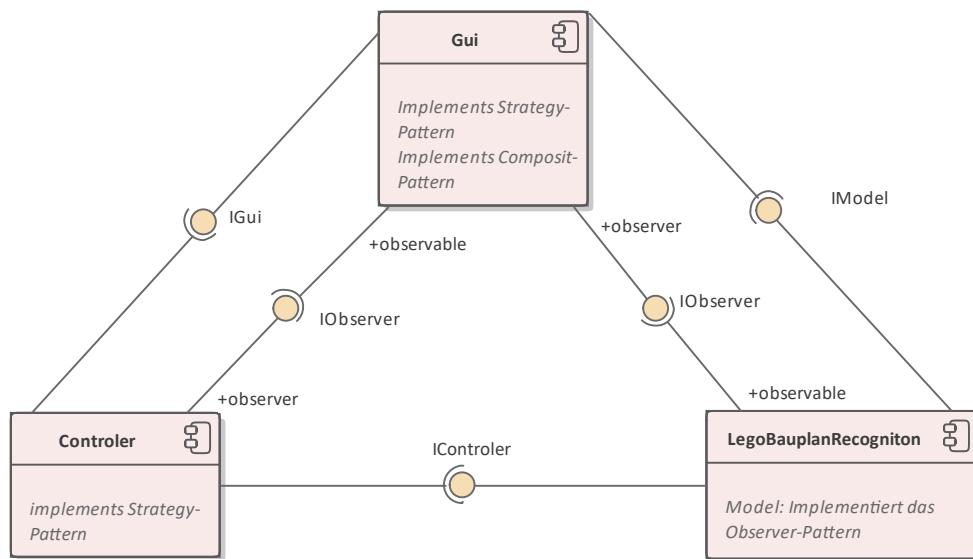 Gui
Implements Strategy-
Pattern
Implements Composit-
Pattern
IGui
IModel
+observable
+observer
IObserver
IObserver
+observer
+observable
Controler
implements Strategy-
Pattern
IControler
LegoBauplanRecogniton
Model: Implementiert das
Observer-Pattern